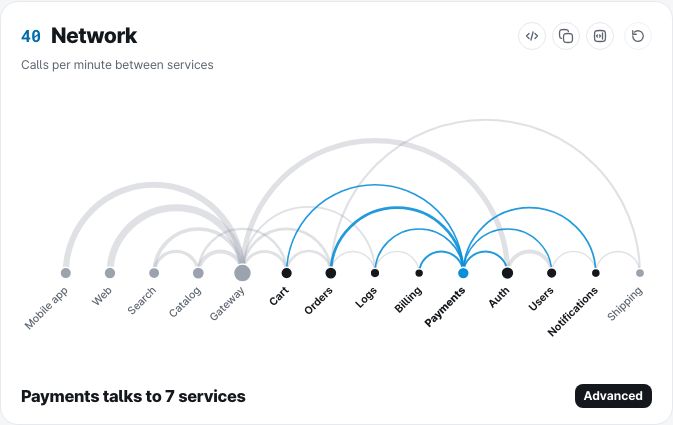 40 Network
Calls per minute between services
Mobile app
Web
Search
Catalog
Gateway
Cart
Orders
Logs
Billing
Payments
Auth
Users
Notifications
Shipping
Payments talks to 7 services
Advanced